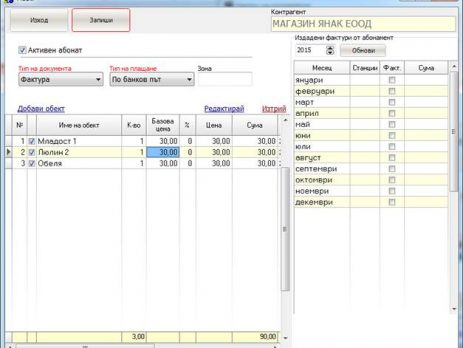 Изход
Запиши
Контрагент
МАГАЗИН ЯНАК ЕООД
Активен абонат
Тип на документа
Тип на плащане
Зона
Фактура
По банков път
Издадени фактури от абонамент
2015
Обнови
Добави обект
Редактирай
Изтрий
№ Име на обект К-во Базова цена % Цена Сума
1 Младост 1 1 30,00 0 30,00 30,00
2 Люлин 2 1 30,00 0 30,00 30,00
3 Обеля 1 30,00 0 30,00 30,00
3,00 90,00
Месец Станции Факт. Сума
януари
февруари
март
април
май
юни
юли
август
септември
октомври
ноември
декември